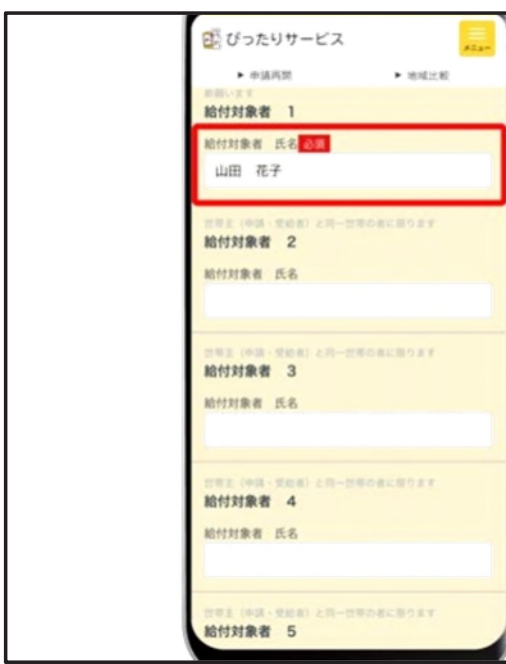 ぴったりサービス
メニュー
▶ 申請再開 ▶ 地域比較
給付対象者 1
給付対象者 氏名 必須
山田 花子
世帯主（申請・受給者）と同一世帯の者に限ります
給付対象者 2
給付対象者 氏名
世帯主（申請・受給者）と同一世帯の者に限ります
給付対象者 3
給付対象者 氏名
世帯主（申請・受給者）と同一世帯の者に限ります
給付対象者 4
給付対象者 氏名
世帯主（申請・受給者）と同一世帯の者に限ります
給付対象者 5